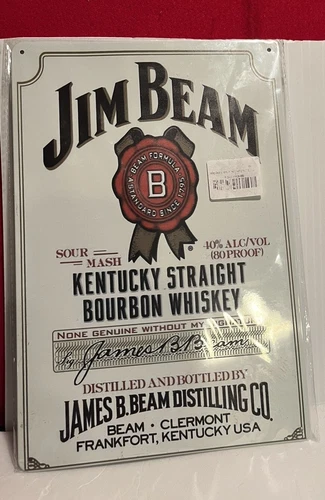 JIM BEAM
BEAM FORMULA
B
A STANDARD SINCE 1795
SOUR
MASH
40% ALC/VOL
(80 PROOF)
KENTUCKY STRAIGHT
BOURBON WHISKEY
NONE GENUINE WITHOUT MY SIGNATURE
James B. Beam
DISTILLED AND BOTTLED BY
JAMES B. BEAM DISTILLING CO.
BEAM • CLERMONT
FRANKFORT, KENTUCKY USA